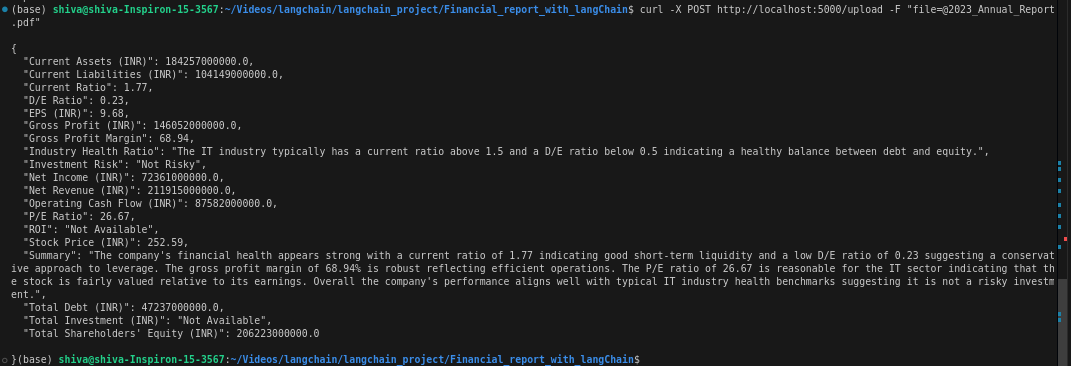 (base) shiva@shiva-Inspiron-15-3567:~/Videos/langchain/langchain_project/Financial_report_with_langChain$ curl -X POST http://localhost:5000/upload -F "file=@2023_Annual_Report
.pdf"
{
  "Current Assets (INR)": 184257000000.0,
  "Current Liabilities (INR)": 104149000000.0,
  "Current Ratio": 1.77,
  "D/E Ratio": 0.23,
  "EPS (INR)": 9.68,
  "Gross Profit (INR)": 146052000000.0,
  "Gross Profit Margin": 68.94,
  "Industry Health Ratio": "The IT industry typically has a current ratio above 1.5 and a D/E ratio below 0.5 indicating a healthy balance between debt and equity.",
  "Investment Risk": "Not Risky",
  "Net Income (INR)": 72361000000.0,
  "Net Revenue (INR)": 211915000000.0,
  "Operating Cash Flow (INR)": 87582000000.0,
  "P/E Ratio": 26.67,
  "ROI": "Not Available",
  "Stock Price (INR)": 252.59,
  "Summary": "The company's financial health appears strong with a current ratio of 1.77 indicating good short-term liquidity and a low D/E ratio of 0.23 suggesting a conservat
ive approach to leverage. The gross profit margin of 68.94% is robust reflecting efficient operations. The P/E ratio of 26.67 is reasonable for the IT sector indicating that th
e stock is fairly valued relative to its earnings. Overall the company's performance aligns well with typical IT industry health benchmarks suggesting it is not a risky investm
ent.",
  "Total Debt (INR)": 47237000000.0,
  "Total Investment (INR)": "Not Available",
  "Total Shareholders' Equity (INR)": 206223000000.0
}(base) shiva@shiva-Inspiron-15-3567:~/Videos/langchain/langchain_project/Financial_report_with_langChain$